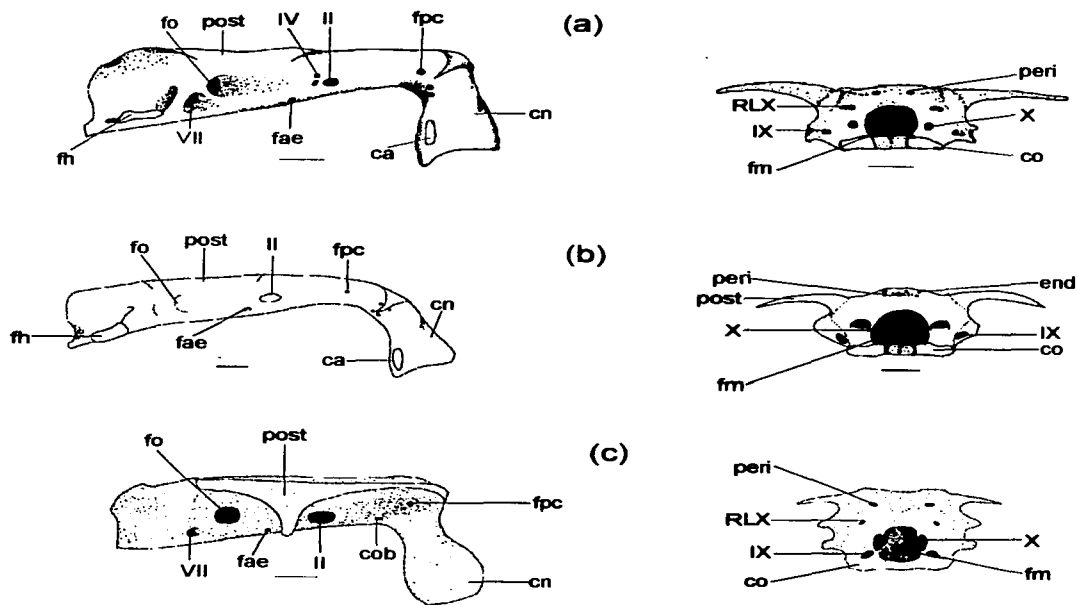 (a)
fo post IV II fpc
fh VII fae ca cn
peri
RLX X
IX
fm co
(b)
fo post II fpc
cn
fh fae ca
peri end
post
X IX
co
fm
(c)
fo post
fpc
VII fae II cob cn
peri
RLX X
IX
co fm